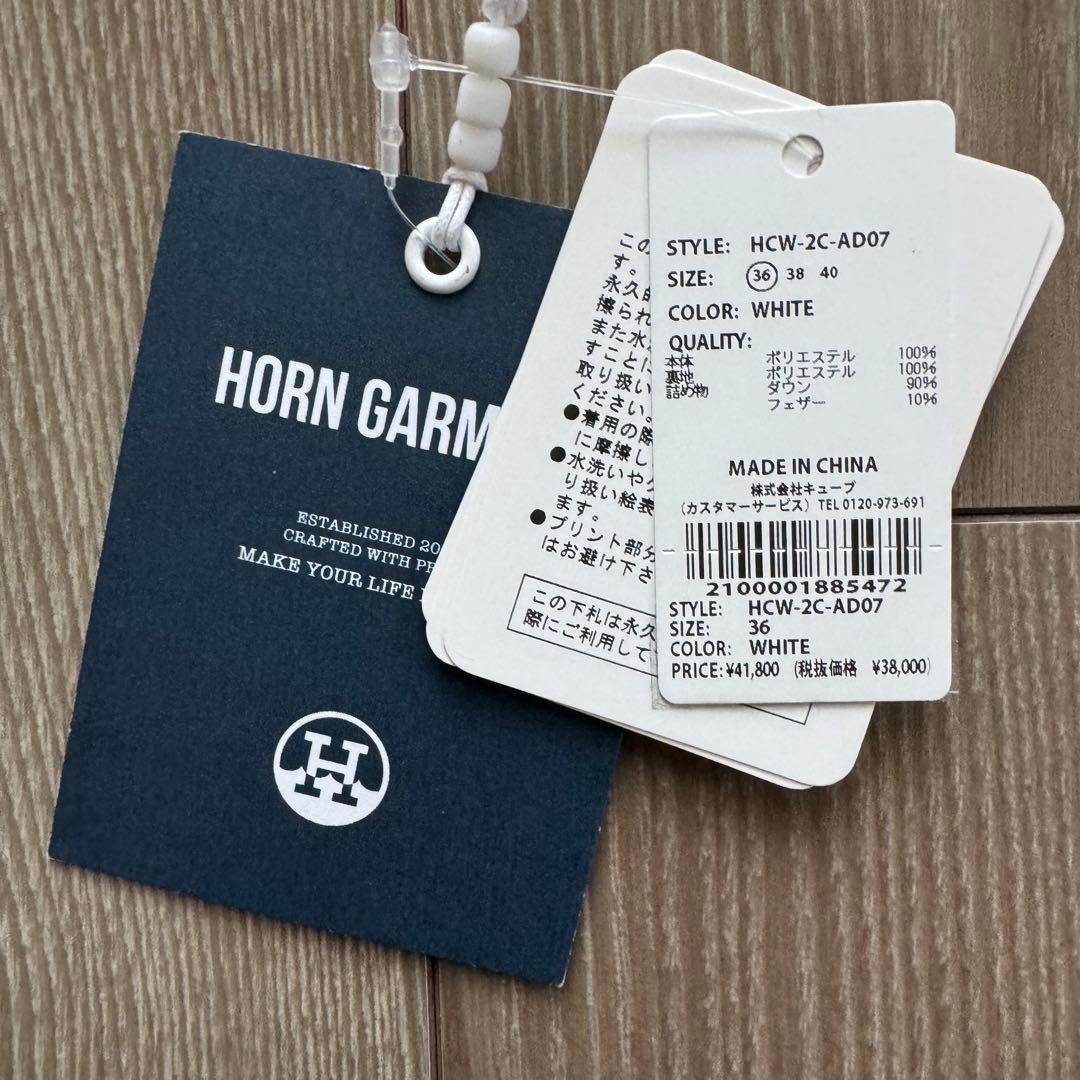 HORN GARM
ESTABLISHED 20
CRAFTED WITH PR
MAKE YOUR LIFE
H
この
す。
永久
擦られ
また水
すことに
取り扱い
ください。
●着用の際
に摩擦し
●水洗いや
り扱い絵表
ます。
●プリント部分
はお避け下さ
この下札は永久
際にご利用して
STYLE: HCW-2C-AD07
SIZE: 36 38 40
COLOR: WHITE
QUALITY:
本体 ポリエステル 100%
裏地 ポリエステル 100%
詰め物 ダウン 90%
フェザー 10%
MADE IN CHINA
株式会社キューブ
(カスタマーサービス) TEL 0120-973-691
2100001885472
STYLE: HCW-2C-AD07
SIZE: 36
COLOR: WHITE
PRICE: ¥41,800 (税抜価格 ¥38,000)